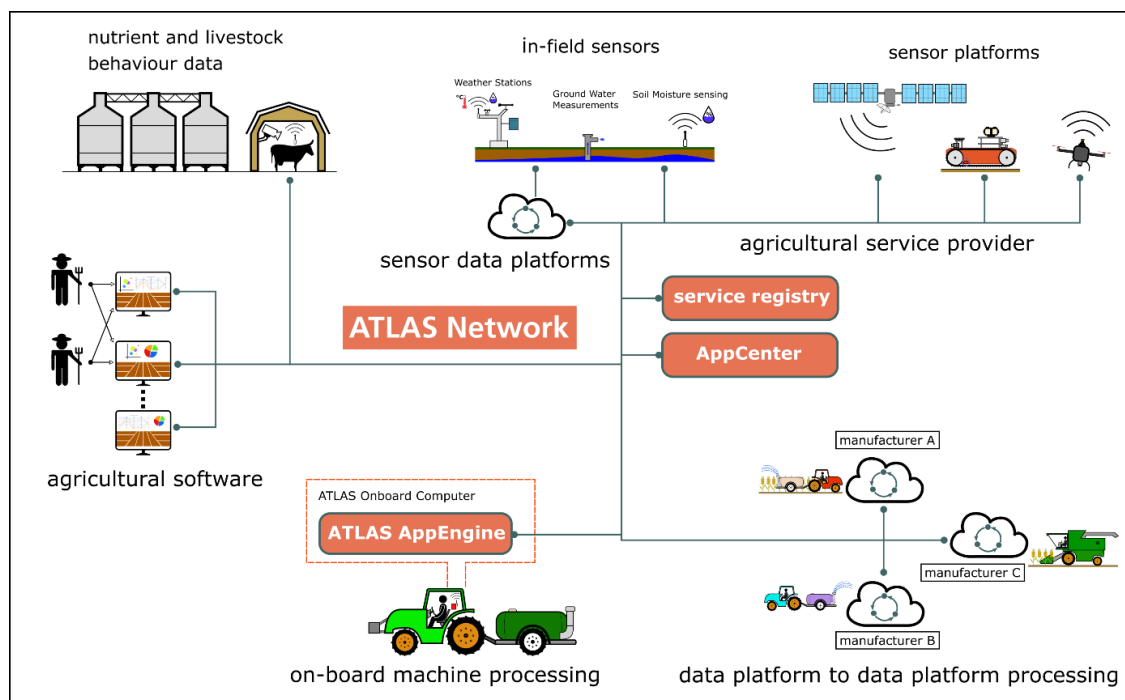 nutrient and livestock
behaviour data
in-field sensors
sensor platforms
Weather Stations
°C
Ground Water
Measurements
Soil Moisture sensing
sensor data platforms
agricultural service provider
service registry
ATLAS Network
AppCenter
agricultural software
manufacturer A
ATLAS Onboard Computer
ATLAS AppEngine
manufacturer C
manufacturer B
on-board machine processing
data platform to data platform processing